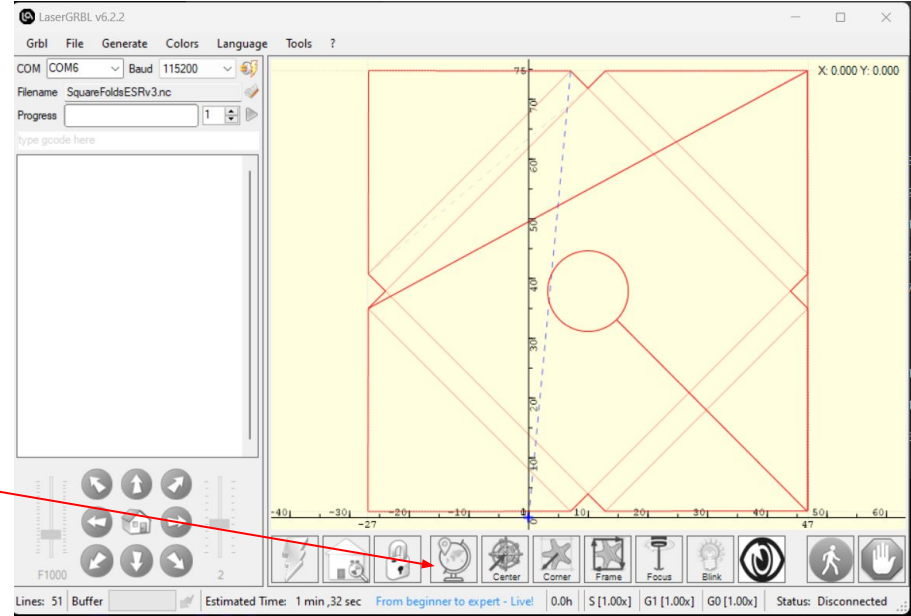 LaserGRBL v6.2.2
Grbl File Generate Colors Language Tools ?
COM COM6 Baud 115200
Filename SquareFoldsESRv3.nc
Progress 1
type gcode here
X: 0.000 Y: 0.000
75
70
60
50
40
30
20
10
-40 -30 -20 -10 0 10 20 30 40 50 60
-27 47
F1000 2
Center Corner Frame Focus Blink
Lines: 51 Buffer Estimated Time: 1 min ,32 sec From beginner to expert - Live! 0.0h S [1.00x] G1 [1.00x] G0 [1.00x] Status: Disconnected